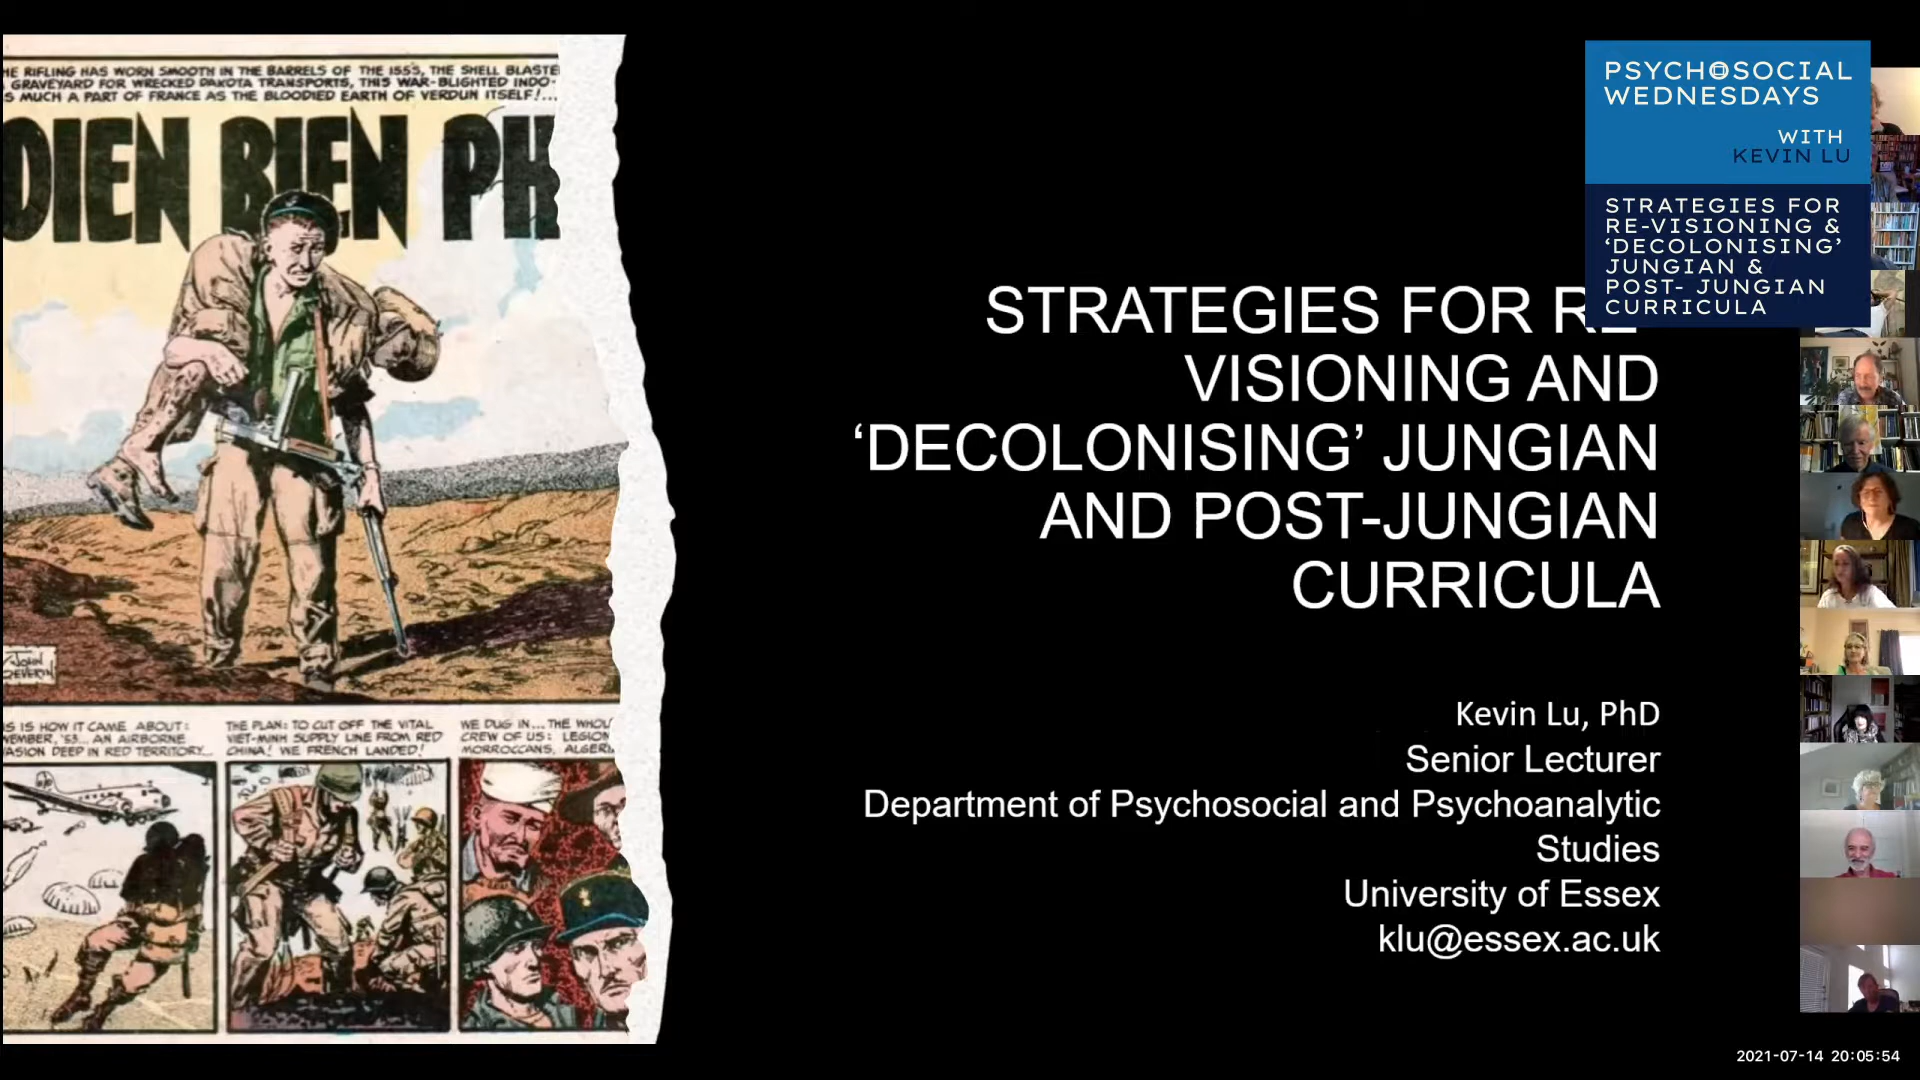 HE RIFLING HAS WORN SMOOTH IN THE BARRELS OF THE 155'S, THE SHELL BLASTE
GRAVEYARD FOR WRECKED DAKOTA TRANSPORTS, THIS WAR-BLIGHTED INDO-
S MUCH A PART OF FRANCE AS THE BLOODIED EARTH OF VERDUN ITSELF!...
DIEN BIEN PH
JOHN
SEVERIN
S IS HOW IT CAME ABOUT:
VEMBER, '53... AN AIRBORNE
ASION DEEP IN RED TERRITORY...
THE PLAN: TO CUT OFF THE VITAL
VIET-MINH SUPPLY LINE FROM RED
CHINA! WE FRENCH LANDED!
WE DUG IN... THE WHOL
CREW OF US: LEGION
MORROCCANS, ALGERI
PSYCHOSOCIAL
WEDNESDAYS
WITH
KEVIN LU
STRATEGIES FOR
RE-VISIONING &
‘DECOLONISING’
JUNGIAN &
POST- JUNGIAN
CURRICULA
STRATEGIES FOR RE-
VISIONING AND
‘DECOLONISING’ JUNGIAN
AND POST-JUNGIAN
CURRICULA
Kevin Lu, PhD
Senior Lecturer
Department of Psychosocial and Psychoanalytic
Studies
University of Essex
klu@essex.ac.uk
2021-07-14 20:05:54